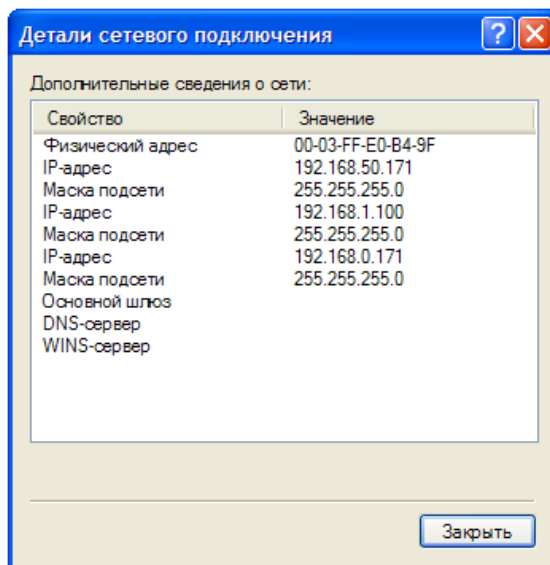 Детали сетевого подключения
Дополнительные сведения о сети:
Свойство Значение
Физический адрес 00-03-FF-E0-B4-9F
IP-адрес 192.168.50.171
Маска подсети 255.255.255.0
IP-адрес 192.168.1.100
Маска подсети 255.255.255.0
IP-адрес 192.168.0.171
Маска подсети 255.255.255.0
Основной шлюз
DNS-сервер
WINS-сервер
Закрыть